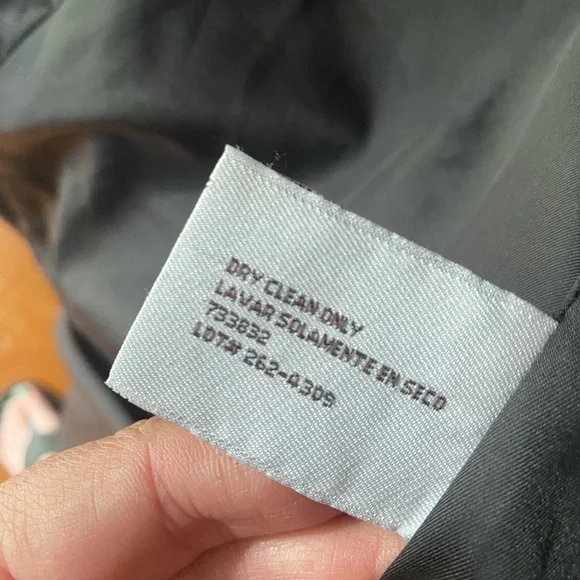 DRY CLEAN ONLY
LAVAR SOLAMENTE EN SECO
733832
LOT# 262-4309